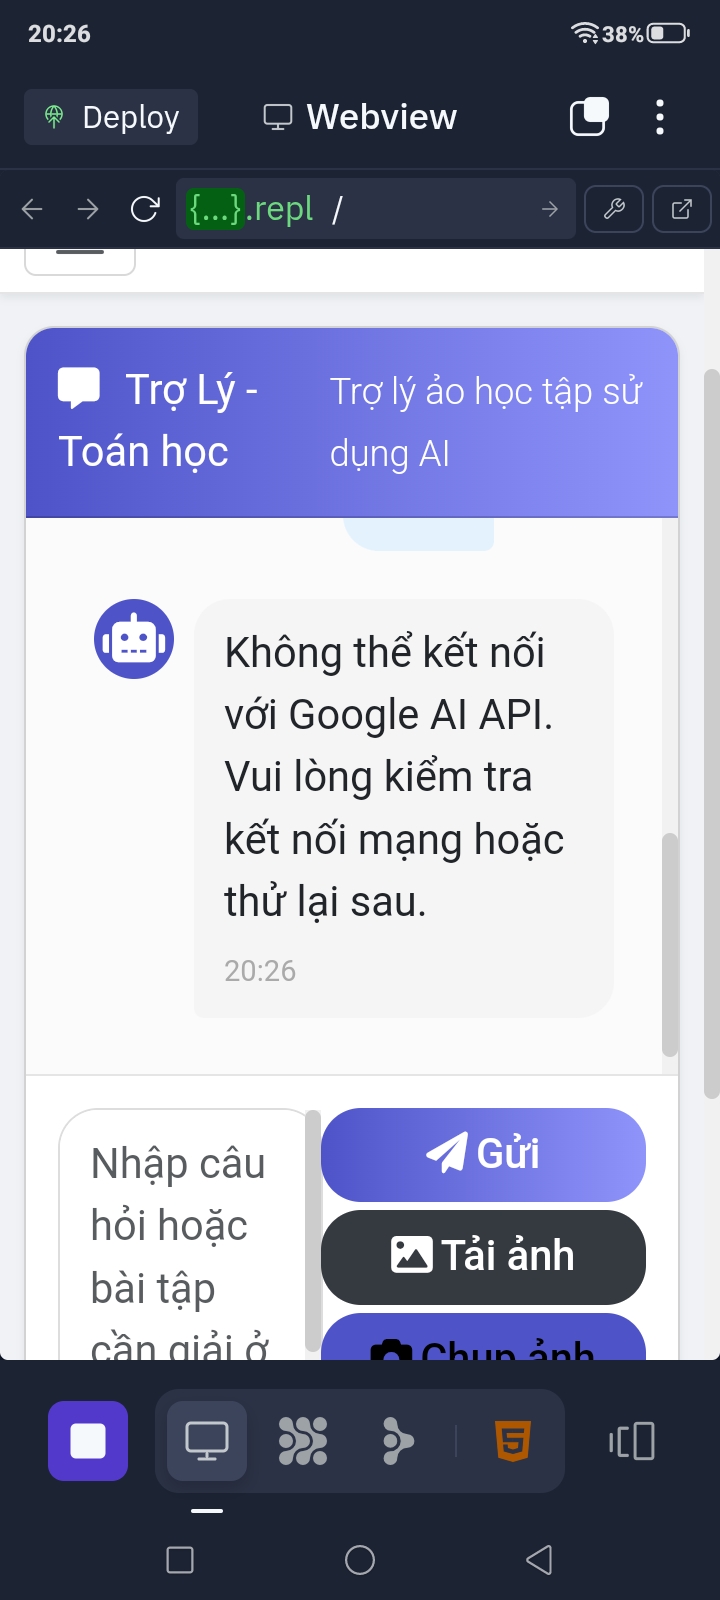 20:26
38%
Deploy
Webview
{...}.repl /
Trợ Lý -
Toán học
Trợ lý ảo học tập sử
dụng AI
Không thể kết nối
với Google AI API.
Vui lòng kiểm tra
kết nối mạng hoặc
thử lại sau.
20:26
Nhập câu
hỏi hoặc
bài tập
cần giải ở
Gửi
Tải ảnh
Chụp ảnh